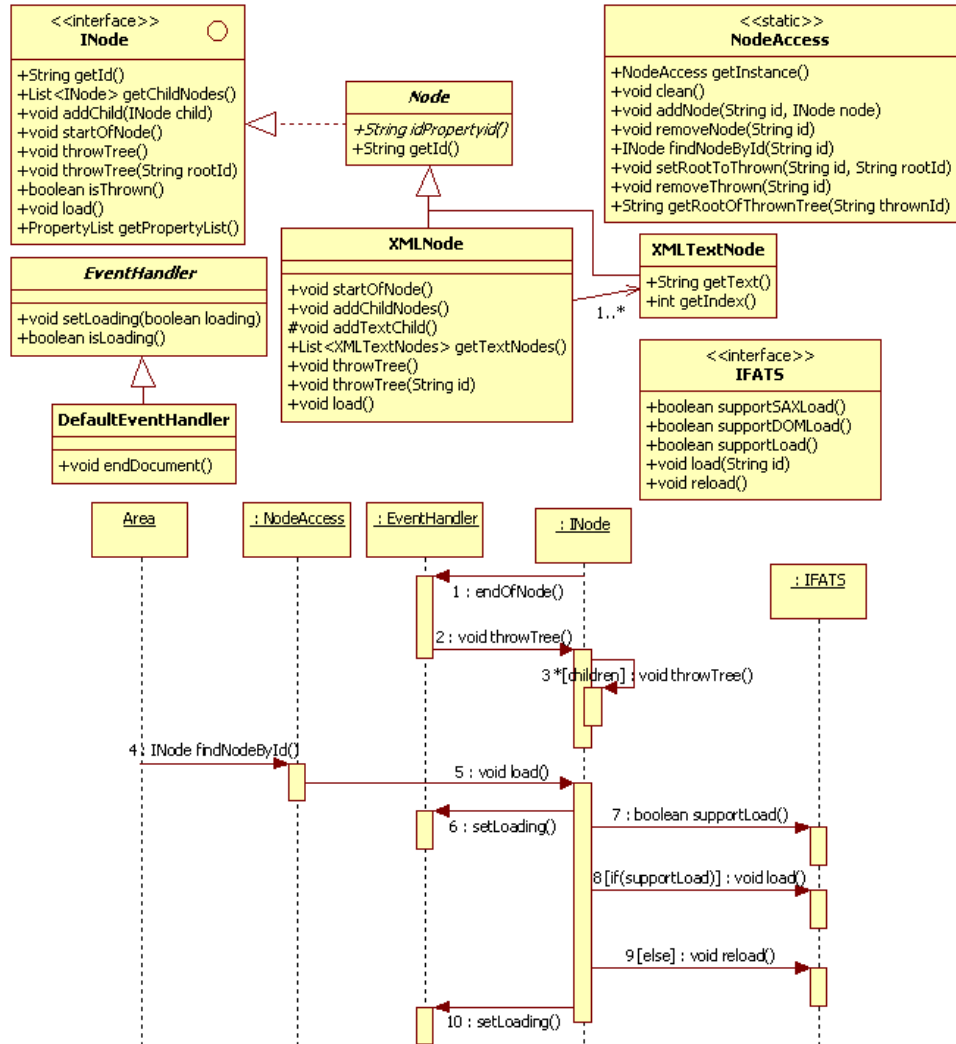 <<interface>>
INode
+String getId()
+List<INode> getChildNodes()
+void addChild(INode child)
+void startOfNode()
+void throwTree()
+void throwTree(String rootId)
+boolean isThrown()
+void load()
+PropertyList getPropertyList()
Node
+String idPropertyid()
+String getId()
<<static>>
NodeAccess
+NodeAccess getInstance()
+void clean()
+void addNode(String id, INode node)
+void removeNode(String id)
+INode findNodeById(String id)
+void setRootToThrown(String id, String rootId)
+void removeThrown(String id)
+String getRootOfThrownTree(String thrownId)
EventHandler
+void setLoading(boolean loading)
+boolean isLoading()
XMLNode
+void startOfNode()
+void addChildNodes()
#void addTextChild()
+List<XMLTextNodes> getTextNodes()
+void throwTree()
+void throwTree(String id)
+void load()
XMLTextNode
+String getText()
+int getIndex()
1..*
DefaultEventHandler
+void endDocument()
<<interface>>
IFATS
+boolean supportSAXLoad()
+boolean supportDOMLoad()
+boolean supportLoad()
+void load(String id)
+void reload()
Area
: NodeAccess
: EventHandler
: INode
: IFATS
1 : endOfNode()
2 : void throwTree()
3 *[children] : void throwTree()
4 : INode findNodeById()
5 : void load()
6 : setLoading()
7 : boolean supportLoad()
8 [if(supportLoad)] : void load()
9 [else] : void reload()
10 : setLoading()